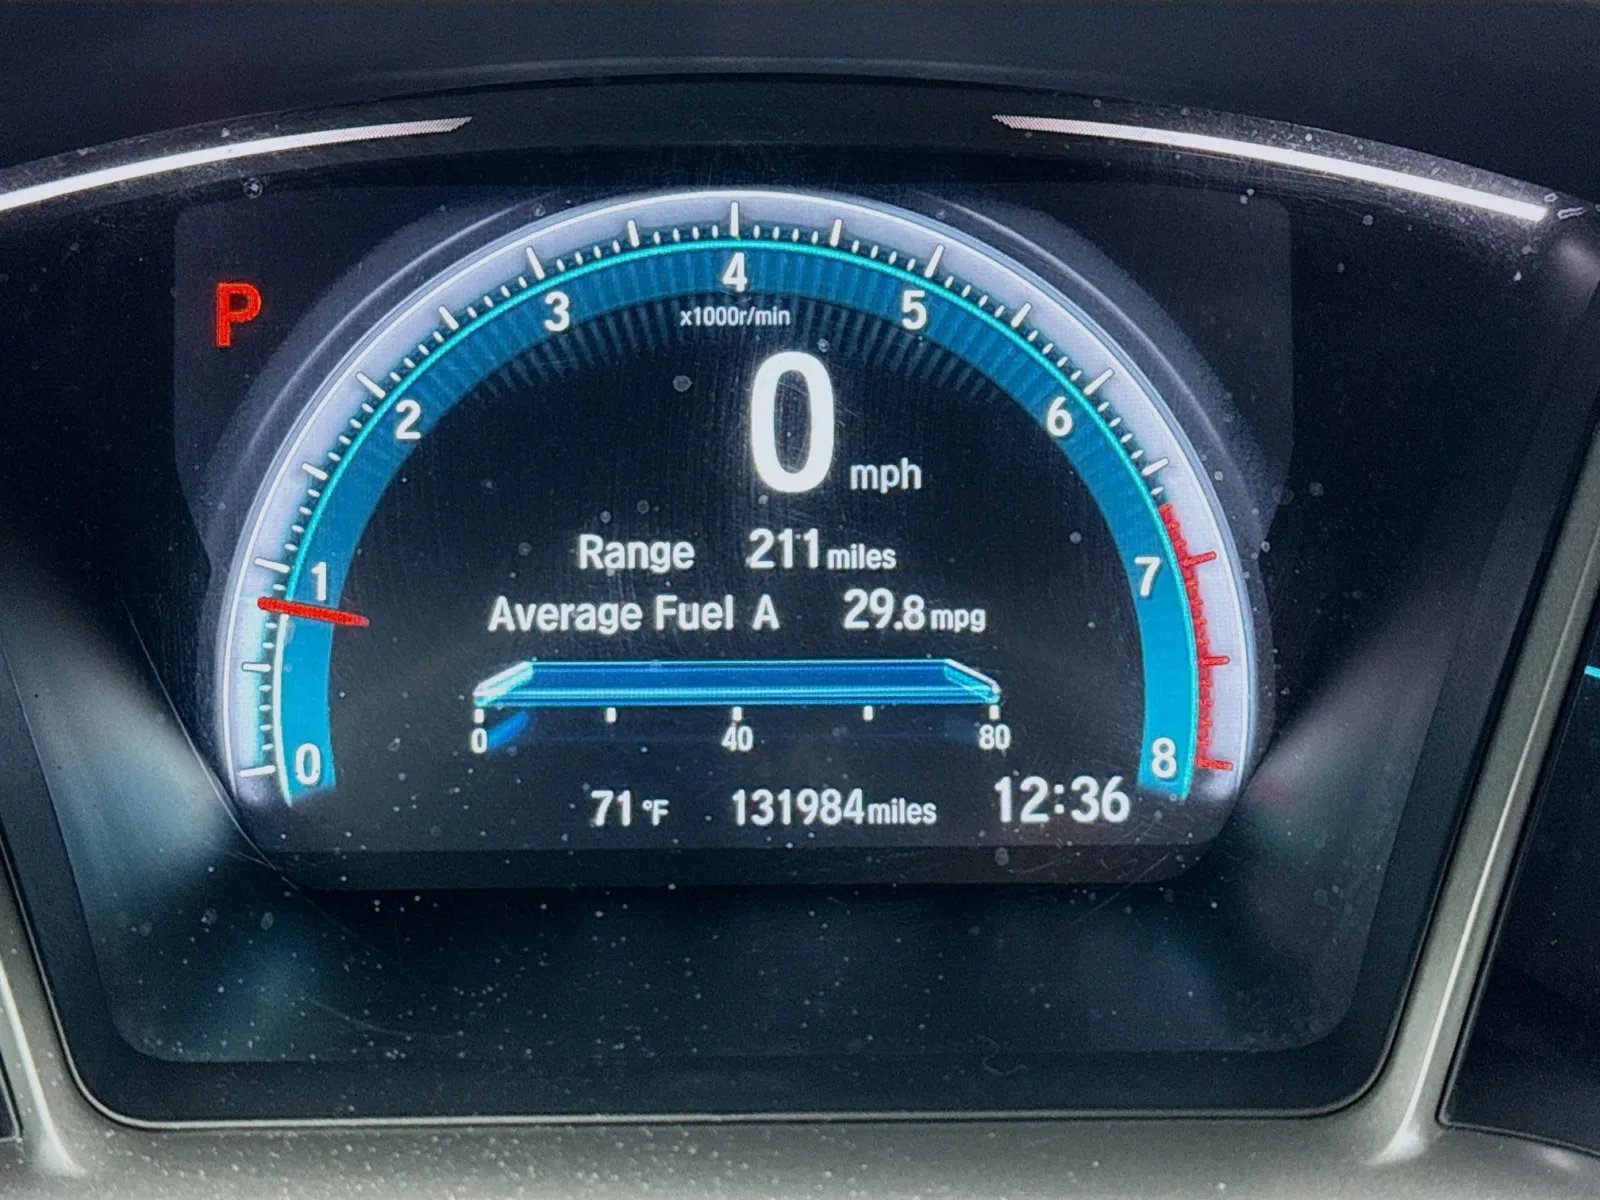 P
0 1 2 3 4 5 6 7 8
x1000r/min
0 mph
Range 211 miles
Average Fuel A 29.8 mpg
0 40 80
71 °F 131984 miles 12:36